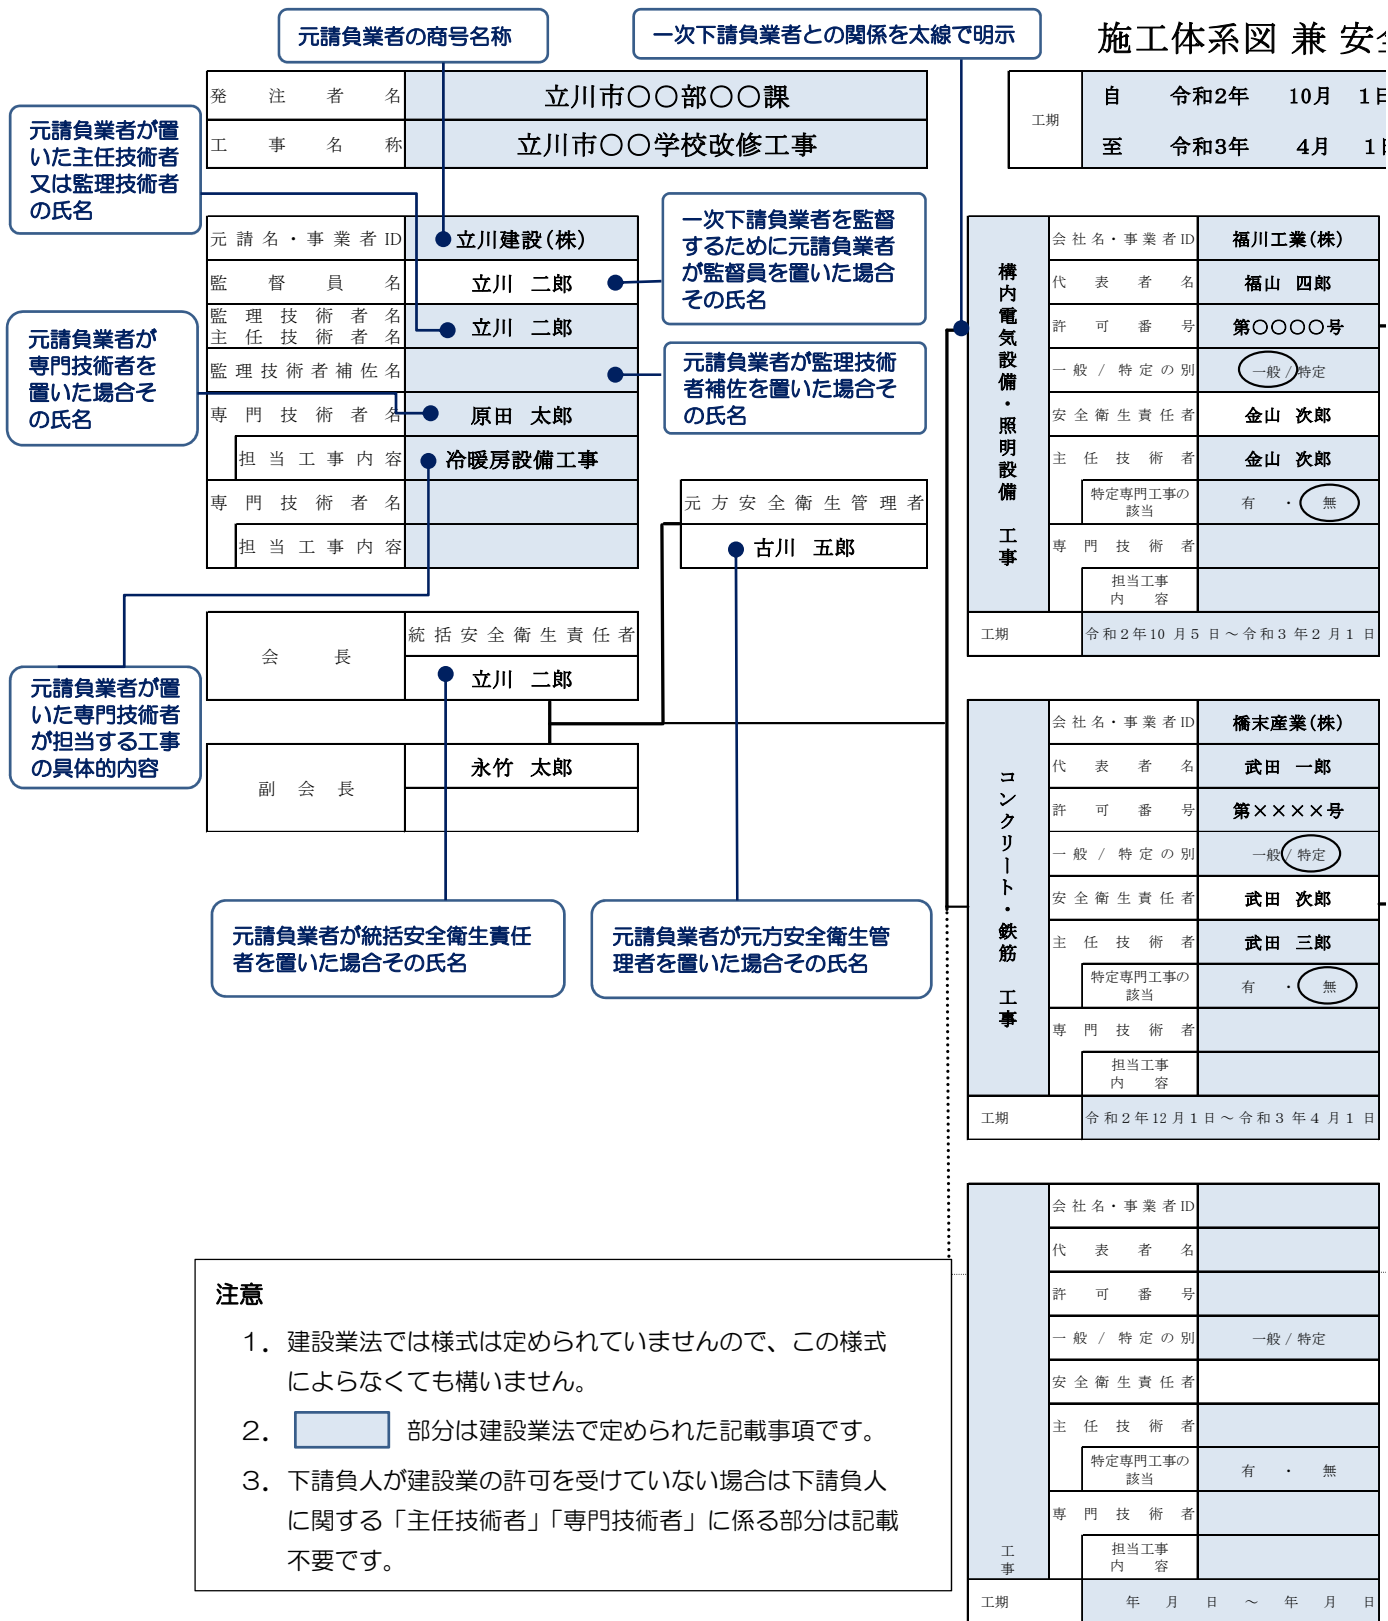 元請負業者の商号名称
一次下請負業者との関係を太線で明示
施工体系図 兼 安全
発注者名 立川市〇〇部〇〇課
工事名称 立川市〇〇学校改修工事
工期
自 令和2年 10月 1日
至 令和3年 4月 1日
元請負業者が置
いた主任技術者
又は監理技術者
の氏名
元請名・事業者ID 立川建設(株)
監督員名 立川 二郎
監理技術者名
主任技術者名 立川 二郎
監理技術者補佐名
専門技術者名 原田 太郎
担当工事内容 冷暖房設備工事
専門技術者名
担当工事内容
一次下請負業者を監督
するために元請負業者
が監督員を置いた場合
その氏名
元請負業者が
専門技術者を
置いた場合そ
の氏名
元請負業者が監理技術
者補佐を置いた場合そ
の氏名
元方安全衛生管理者
古川 五郎
会長
統括安全衛生責任者
立川 二郎
副会長
永竹 太郎
元請負業者が置
いた専門技術者
が担当する工事
の具体的内容
元請負業者が統括安全衛生責任
者を置いた場合その氏名
元請負業者が元方安全衛生管
理者を置いた場合その氏名
構内電気設備・照明設備 工事
会社名・事業者ID 福川工業(株)
代表者名 福山 四郎
許可番号 第〇〇〇〇号
一般 / 特定の別 一般 / 特定
安全衛生責任者 金山 次郎
主任技術者 金山 次郎
特定専門工事の
該当 有 ・ 無
専門技術者
担当工事
内容
工期 令和2年10月5日～令和3年2月1日
コンクリート・鉄筋 工事
会社名・事業者ID 橋末産業(株)
代表者名 武田 一郎
許可番号 第××××号
一般 / 特定の別 一般 / 特定
安全衛生責任者 武田 次郎
主任技術者 武田 三郎
特定専門工事の
該当 有 ・ 無
専門技術者
担当工事
内容
工期 令和2年12月1日～令和3年4月1日
工事
会社名・事業者ID
代表者名
許可番号
一般 / 特定の別 一般 / 特定
安全衛生責任者
主任技術者
特定専門工事の
該当 有 ・ 無
専門技術者
担当工事
内容
工期 年 月 日 ～ 年 月 日
注意
1. 建設業法では様式は定められていませんので、この様式
によらなくても構いません。
2. 部分は建設業法で定められた記載事項です。
3. 下請負人が建設業の許可を受けていない場合は下請負人
に関する「主任技術者」「専門技術者」に係る部分は記載
不要です。